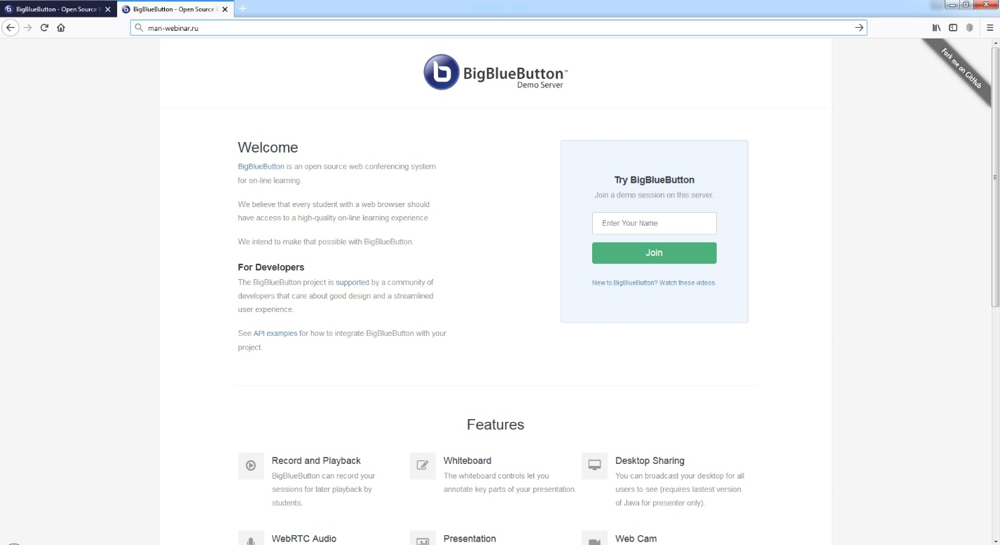 BigBlueButton - Open Source W
BigBlueButton - Open Source W
man-webinar.ru
Fork me on GitHub
BigBlueButton™
Demo Server
Welcome
BigBlueButton is an open source web conferencing system
for on-line learning.
We believe that every student with a web browser should
have access to a high-quality on-line learning experience
We intend to make that possible with BigBlueButton.
For Developers
The BigBlueButton project is supported by a community of
developers that care about good design and a streamlined
user experience.
See API examples for how to integrate BigBlueButton with your
project.
Try BigBlueButton
Join a demo session on this server.
Enter Your Name
Join
New to BigBlueButton? Watch these videos.
Features
Record and Playback
BigBlueButton can record your
sessions for later playback by
students.
Whiteboard
The whiteboard controls let you
annotate key parts of your presentation.
Desktop Sharing
You can broadcast your desktop for all
users to see (requires lastest version
of Java for presenter only).
WebRTC Audio
Presentation
Web Cam